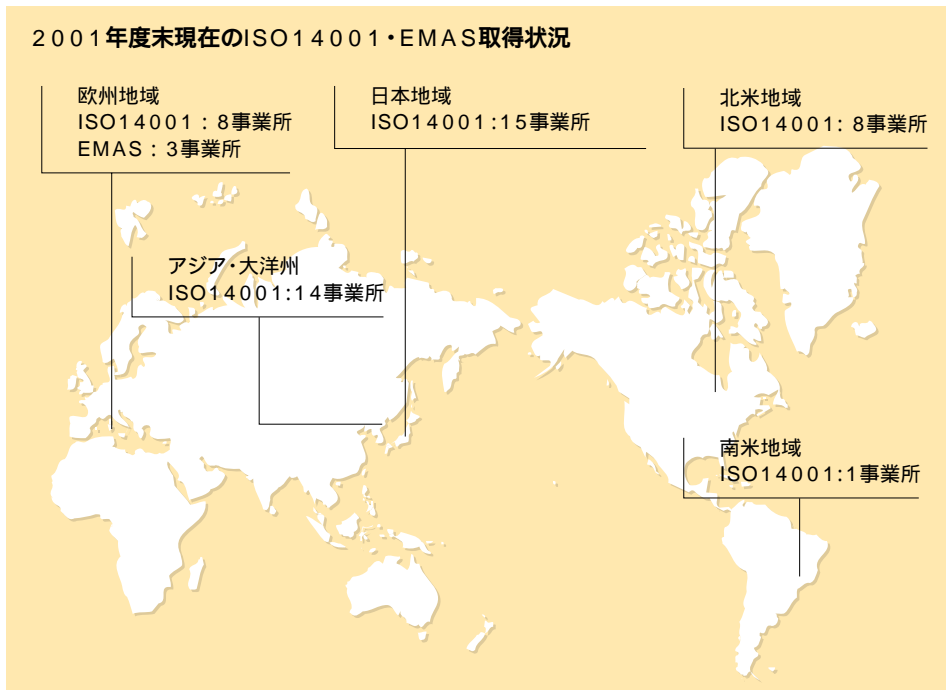 2001年度末現在のISO14001・EMAS取得状況
欧州地域
ISO14001：8事業所
EMAS：3事業所
日本地域
ISO14001:15事業所
北米地域
ISO14001:8事業所
アジア・大洋州
ISO14001:14事業所
南米地域
ISO14001:1事業所